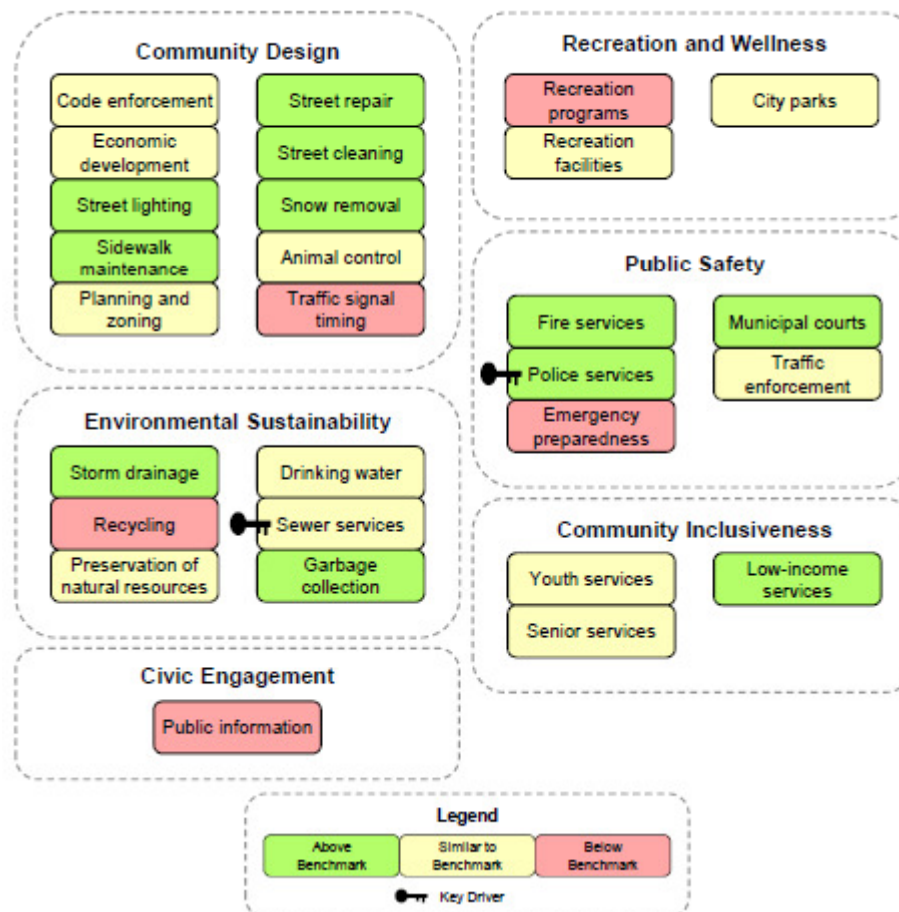 Community Design
Code enforcement
Economic
development
Street lighting
Sidewalk
maintenance
Planning and
zoning
Street repair
Street cleaning
Snow removal
Animal control
Traffic signal
timing
Recreation and Wellness
Recreation
programs
Recreation
facilities
City parks
Public Safety
Fire services
Police services
Emergency
preparedness
Municipal courts
Traffic
enforcement
Environmental Sustainability
Storm drainage
Recycling
Preservation of
natural resources
Drinking water
Sewer services
Garbage
collection
Community Inclusiveness
Youth services
Senior services
Low-income
services
Civic Engagement
Public information
Legend
Above
Benchmark
Similar to
Benchmark
Below
Benchmark
Key Driver